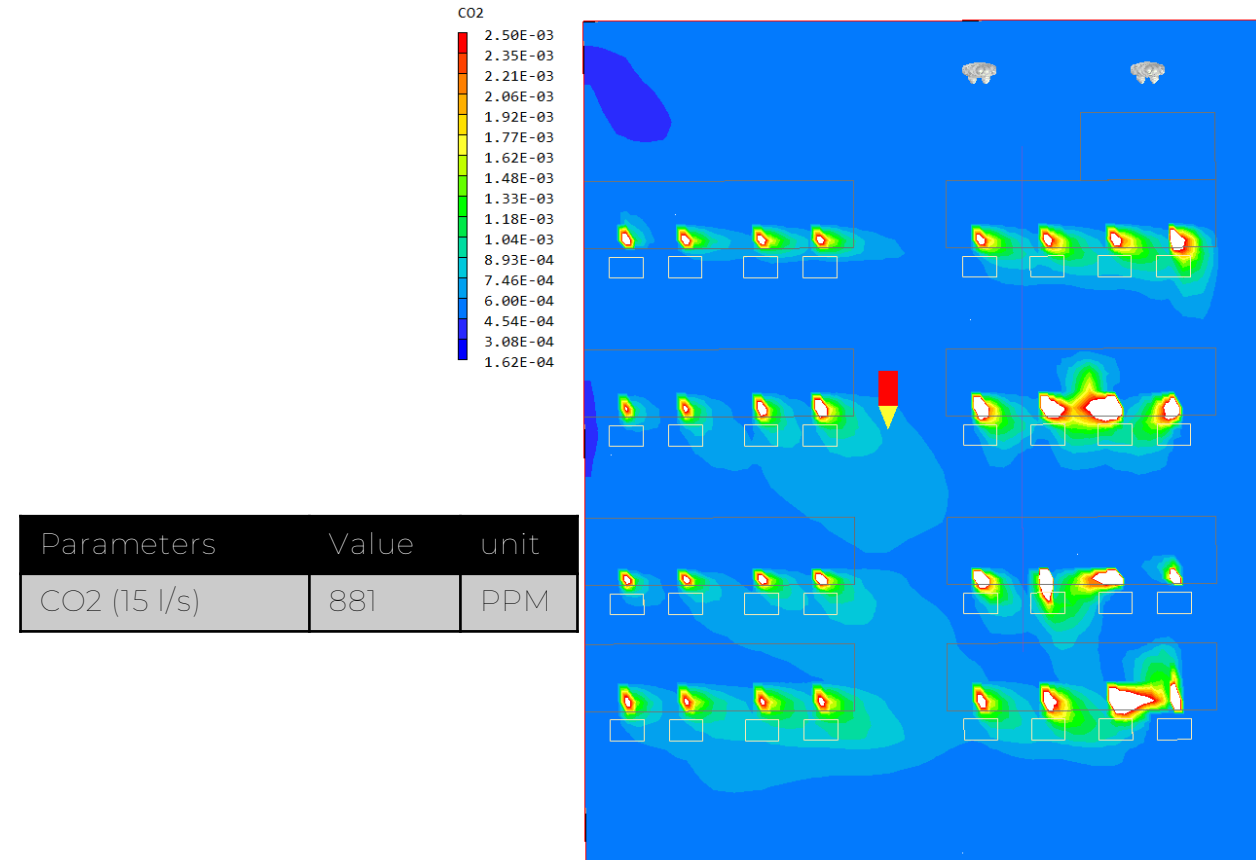 CO2
2.50E-03
2.35E-03
2.21E-03
2.06E-03
1.92E-03
1.77E-03
1.62E-03
1.48E-03
1.33E-03
1.18E-03
1.04E-03
8.93E-04
7.46E-04
6.00E-04
4.54E-04
3.08E-04
1.62E-04
Parameters Value unit
CO2 (15 l/s) 881 PPM